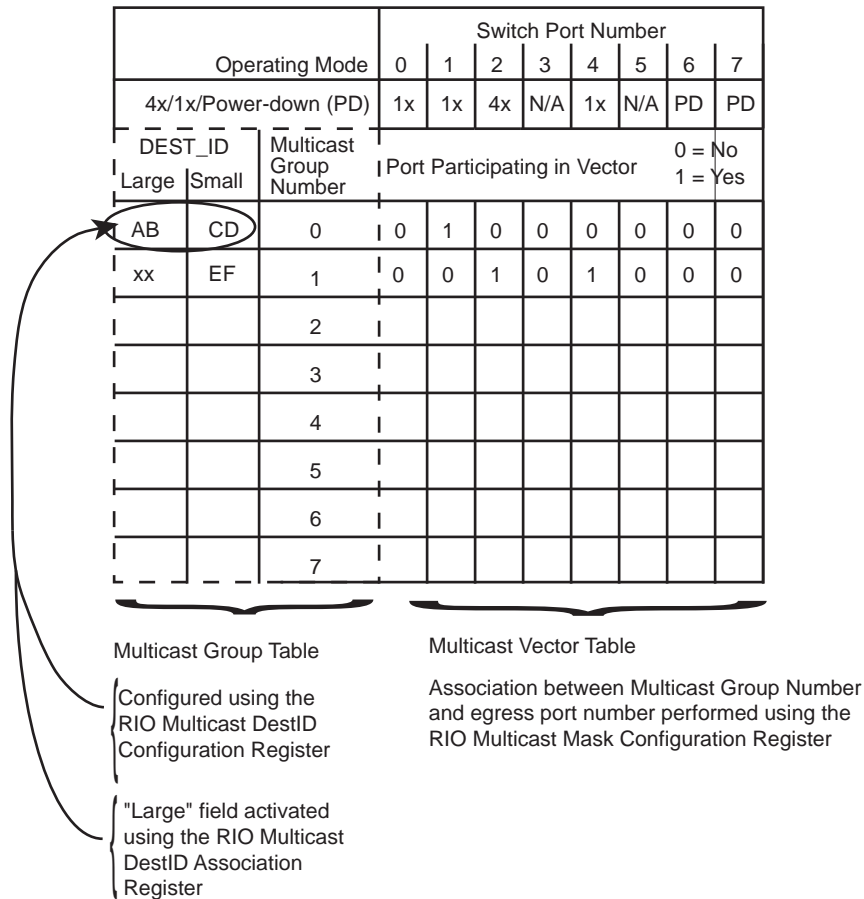 Switch Port Number
Operating Mode 0 1 2 3 4 5 6 7
4x/1x/Power-down (PD) 1x 1x 4x N/A 1x N/A PD PD
DEST_ID
Large Small
Multicast
Group
Number
Port Participating in Vector
0 = No
1 = Yes
AB CD 0 0 1 0 0 0 0 0 0
xx EF 1 0 0 1 0 1 0 0 0
2
3
4
5
6
7
Multicast Group Table
Configured using the
RIO Multicast DestID
Configuration Register
"Large" field activated
using the RIO Multicast
DestID Association
Register
Multicast Vector Table
Association between Multicast Group Number
and egress port number performed using the
RIO Multicast Mask Configuration Register